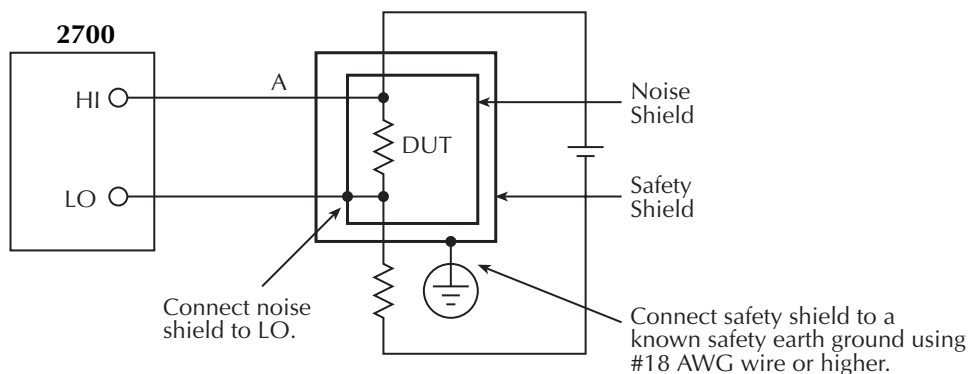 2700
HI
A
LO
DUT
Noise
Shield
Safety
Shield
Connect noise
shield to LO.
Connect safety shield to a
known safety earth ground using
#18 AWG wire or higher.